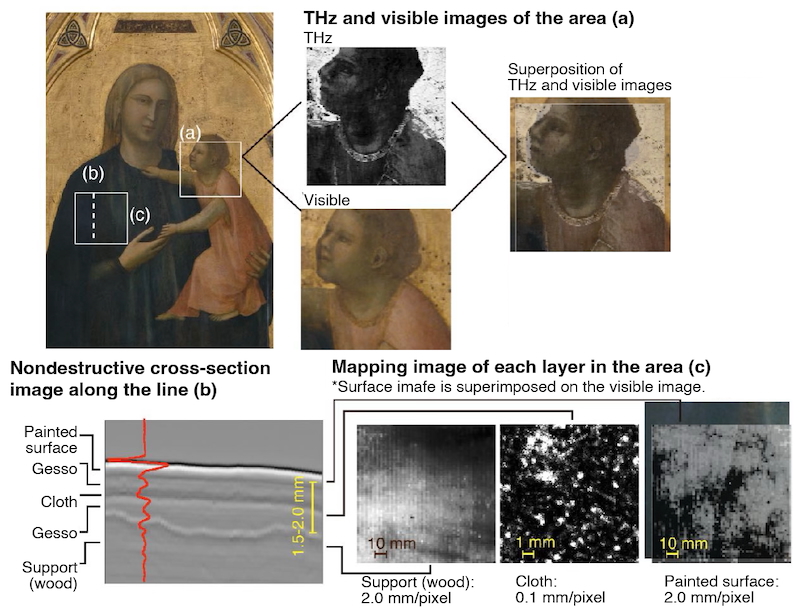 THz and visible images of the area (a)
THz
Superposition of
THz and visible images
(a)
(b)
(c)
Visible
Nondestructive cross-section
image along the line (b)
Mapping image of each layer in the area (c)
*Surface imafe is superimposed on the visible image.
Painted
surface
Gesso
Cloth
Gesso
Support
(wood)
1.5-2.0 mm
10 mm
1 mm
10 mm
Support (wood):
2.0 mm/pixel
Cloth:
0.1 mm/pixel
Painted surface:
2.0 mm/pixel